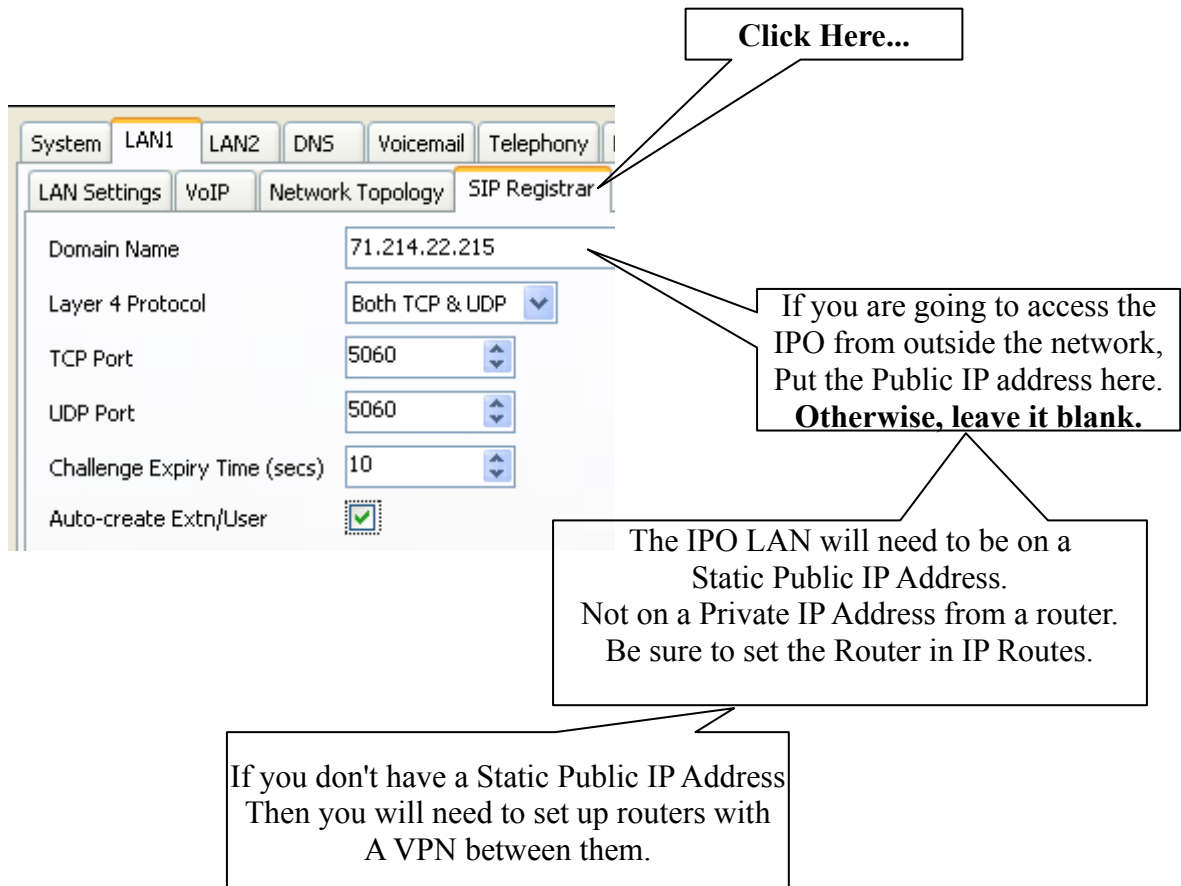 Click Here...
System LAN1 LAN2 DNS Voicemail Telephony
LAN Settings VoIP Network Topology SIP Registrar
Domain Name 71.214.22.215
Layer 4 Protocol Both TCP & UDP
TCP Port 5060
UDP Port 5060
Challenge Expiry Time (secs) 10
Auto-create Extn/User
If you are going to access the
IPO from outside the network,
Put the Public IP address here.
Otherwise, leave it blank.
The IPO LAN will need to be on a
Static Public IP Address.
Not on a Private IP Address from a router.
Be sure to set the Router in IP Routes.
If you don't have a Static Public IP Address
Then you will need to set up routers with
A VPN between them.